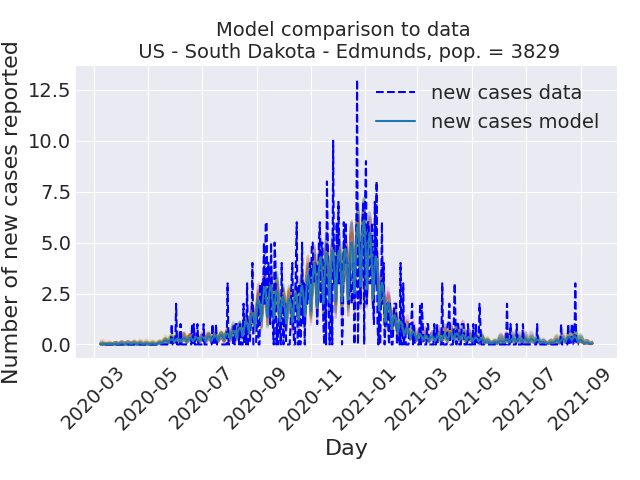 Model comparison to data
US - South Dakota - Edmunds, pop. = 3829
Number of new cases reported
12.5
10.0
7.5
5.0
2.5
0.0
new cases data
new cases model
2020-03
2020-05
2020-07
2020-09
2020-11
2021-01
2021-03
2021-05
2021-07
2021-09
Day